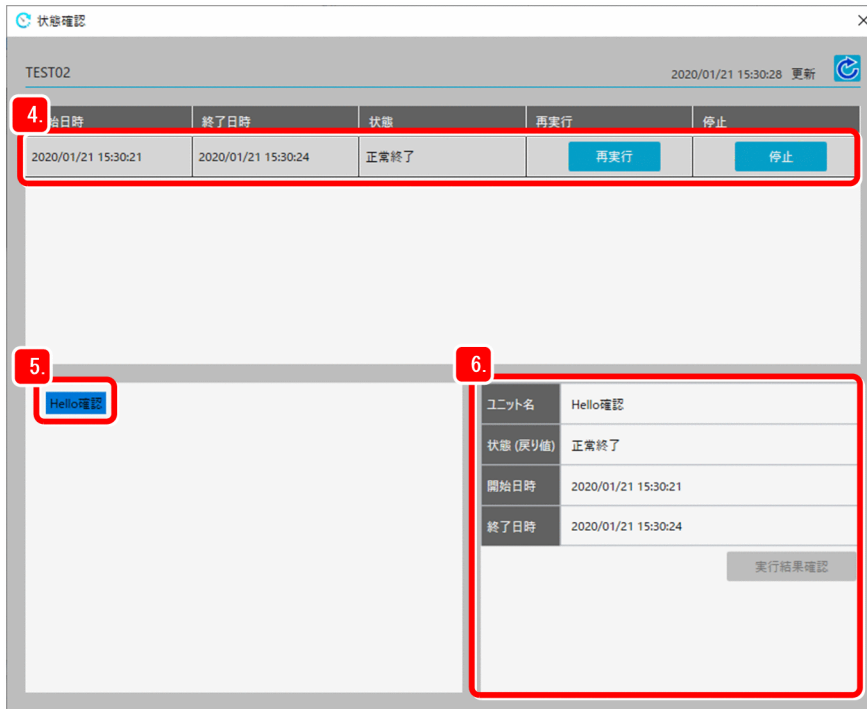 状態確認
TEST02
2020/01/21 15:30:28 更新
4.
始日時 終了日時 状態 再実行 停止
2020/01/21 15:30:21 2020/01/21 15:30:24 正常終了 再実行 停止
5.
Hello確認
6.
ユニット名 Hello確認
状態 (戻り値) 正常終了
開始日時 2020/01/21 15:30:21
終了日時 2020/01/21 15:30:24
実行結果確認